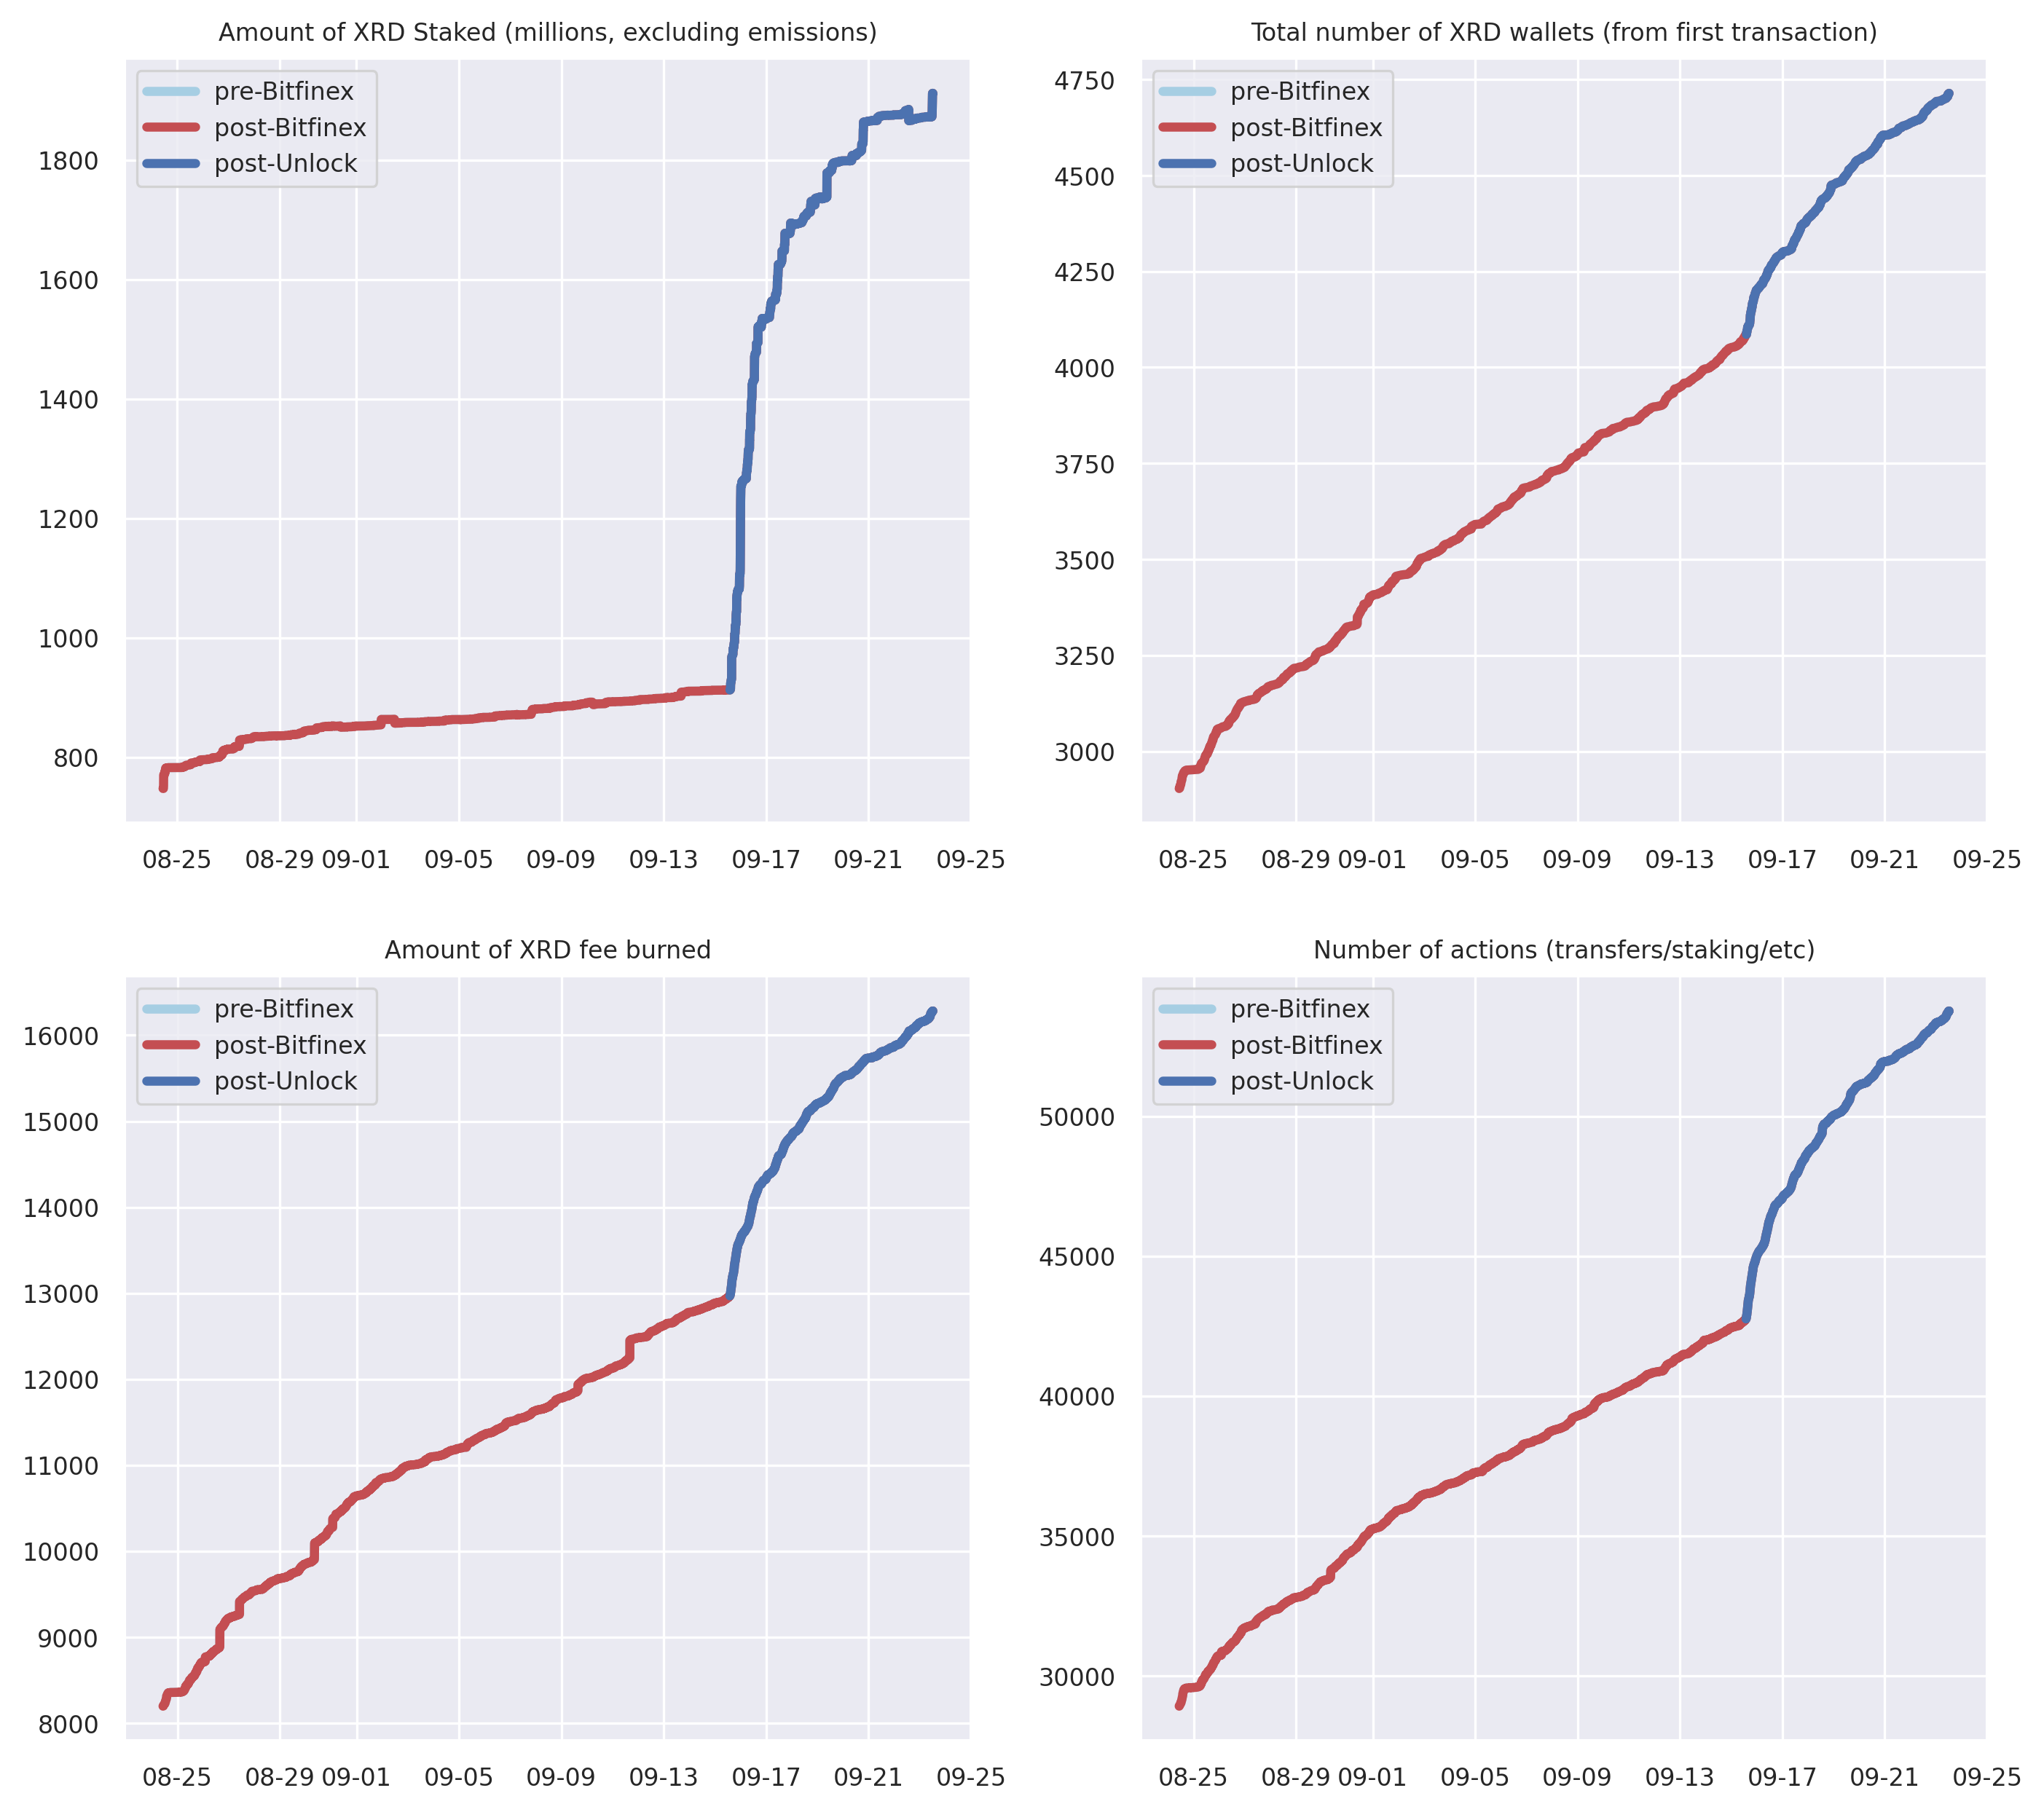 Amount of XRD Staked (millions, excluding emissions)
pre-Bitfinex
post-Bitfinex
post-Unlock
1800
1600
1400
1200
1000
800
08-25 08-29 09-01 09-05 09-09 09-13 09-17 09-21 09-25
Total number of XRD wallets (from first transaction)
pre-Bitfinex
post-Bitfinex
post-Unlock
4750
4500
4250
4000
3750
3500
3250
3000
08-25 08-29 09-01 09-05 09-09 09-13 09-17 09-21 09-25
Amount of XRD fee burned
pre-Bitfinex
post-Bitfinex
post-Unlock
16000
15000
14000
13000
12000
11000
10000
9000
8000
08-25 08-29 09-01 09-05 09-09 09-13 09-17 09-21 09-25
Number of actions (transfers/staking/etc)
pre-Bitfinex
post-Bitfinex
post-Unlock
50000
45000
40000
35000
30000
08-25 08-29 09-01 09-05 09-09 09-13 09-17 09-21 09-25